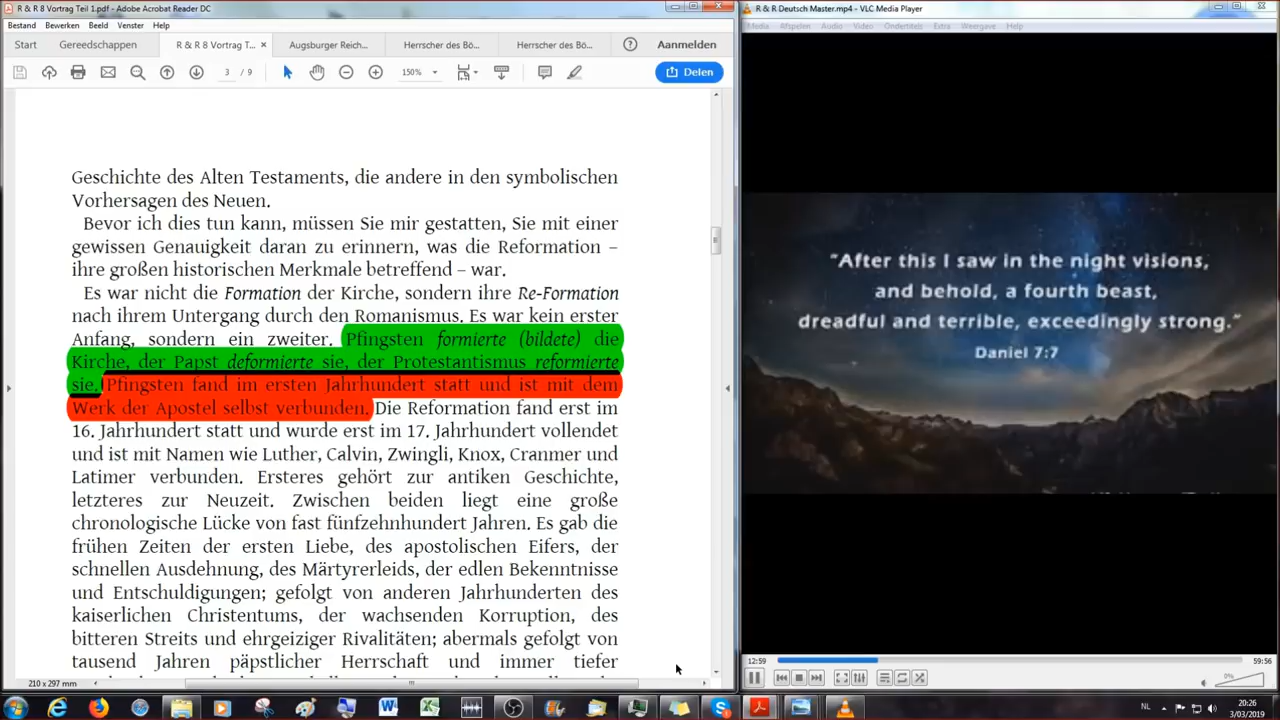 R & R 8 Vortrag Teil 1.pdf - Adobe Acrobat Reader DC
Bestand Bewerken Beeld Venster Help
Start Gereedschappen R & R 8 Vortrag T... × Augsburger Reich... Herrscher des Bö... Herrscher des Bö... Aanmelden
3 / 9 150% Delen
Geschichte des Alten Testaments, die andere in den symbolischen
Vorhersagen des Neuen.
Bevor ich dies tun kann, müssen Sie mir gestatten, Sie mit einer
gewissen Genauigkeit daran zu erinnern, was die Reformation –
ihre großen historischen Merkmale betreffend – war.
Es war nicht die Formation der Kirche, sondern ihre Re-Formation
nach ihrem Untergang durch den Romanismus. Es war kein erster
Anfang, sondern ein zweiter. Pfingsten formierte (bildete) die
Kirche, der Papst deformierte sie, der Protestantismus reformierte
sie. Pfingsten fand im ersten Jahrhundert statt und ist mit dem
Werk der Apostel selbst verbunden. Die Reformation fand erst im
16. Jahrhundert statt und wurde erst im 17. Jahrhundert vollendet
und ist mit Namen wie Luther, Calvin, Zwingli, Knox, Cranmer und
Latimer verbunden. Ersteres gehört zur antiken Geschichte,
letzteres zur Neuzeit. Zwischen beiden liegt eine große
chronologische Lücke von fast fünfzehnhundert Jahren. Es gab die
frühen Zeiten der ersten Liebe, des apostolischen Eifers, der
schnellen Ausdehnung, des Märtyrerleids, der edlen Bekenntnisse
und Entschuldigungen; gefolgt von anderen Jahrhunderten des
kaiserlichen Christentums, der wachsenden Korruption, des
bitteren Streits und ehrgeiziger Rivalitäten; abermals gefolgt von
tausend Jahren päpstlicher Herrschaft und immer tiefer
210 x 297 mm
R & R Deutsch Master.mp4 - VLC Media Player
Media Afspelen Audio Video Ondertitels Extra Weergave Help
"After this I saw in the night visions,
and behold, a fourth beast,
dreadful and terrible, exceedingly strong."
Daniel 7:7
12:59 59:56
0%
NL 20:26
3/03/2019